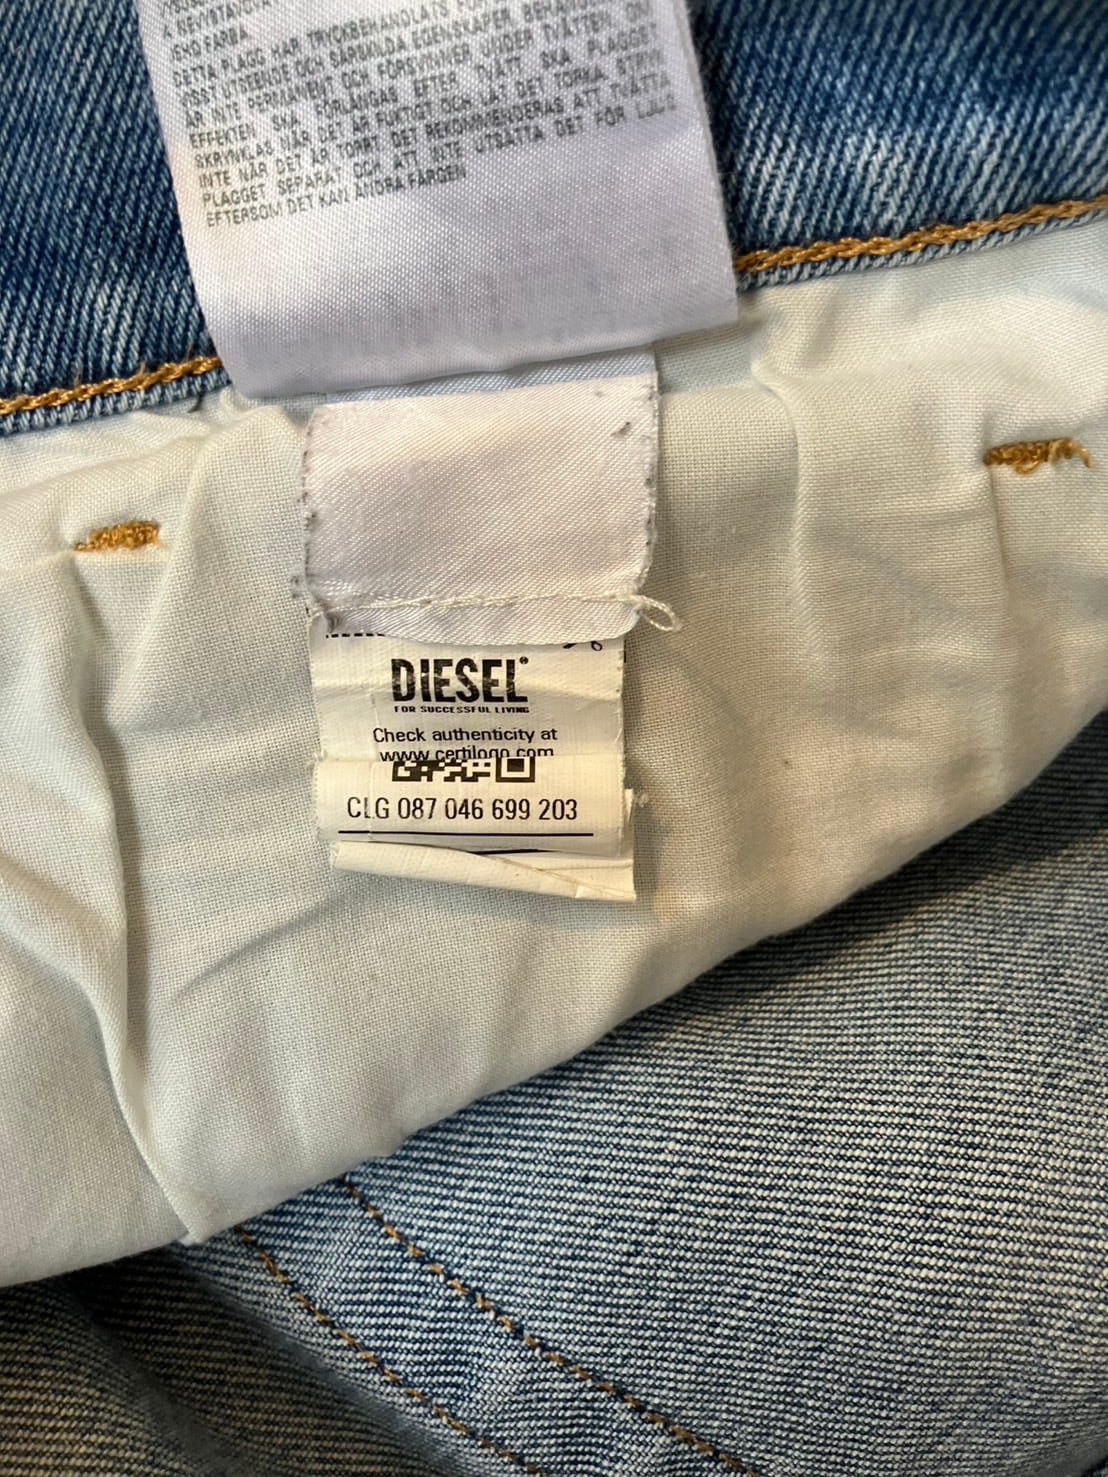 DETTA PLAGG HAR TRYCKBEHANDLATS FÖR
VISST UTSEENDE OCH SÄRSKILDA EGENSKAPER BEHANDL
ÄR INTE PERMANENT OCH FÖRSVINNER UNDER TVÄTTEN. OM
EFFEKTEN SKA FÖRLÄNGAS EFTER TVÄTT SKA PLAGGET
SKRYNKLAS NÄR DET ÄR FUKTIGT OCH LÅT DET TORKA. STRYK
INTE NÄR DET ÄR TORRT. DET REKOMMENDERAS ATT TVÄTTA
PLAGGET SEPARAT OCH ATT INTE UTSÄTTA DET FÖR LJUS
EFTERSOM DET KAN ÄNDRA FÄRGEN
DIESEL®
FOR SUCCESSFUL LIVING
Check authenticity at
www.certilogo.com
CLG 087 046 699 203